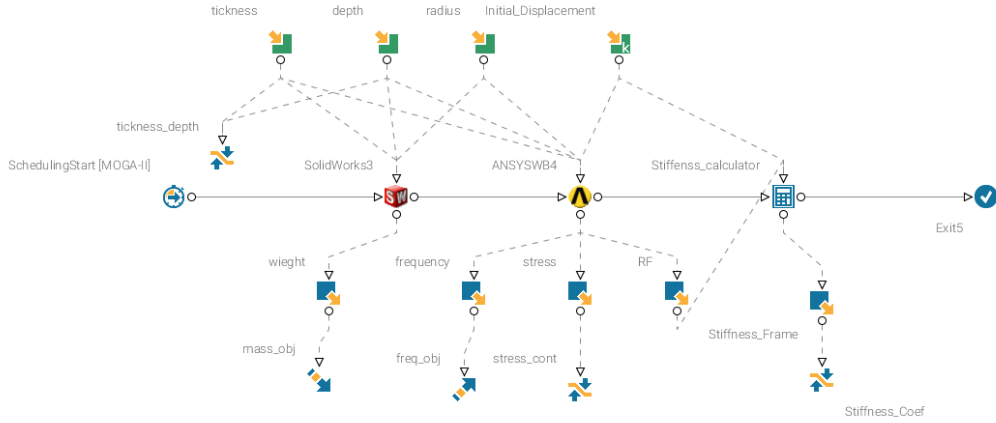 tickness
depth
radius
Initial_Displacement
k
tickness_depth
SchedulingStart [MOGA-II]
SolidWorks3
ANSYSWB4
Stiffenss_calculator
SW
Exit5
wieght
frequency
stress
RF
Stiffness_Frame
mass_obj
freq_obj
stress_cont
Stiffness_Coef